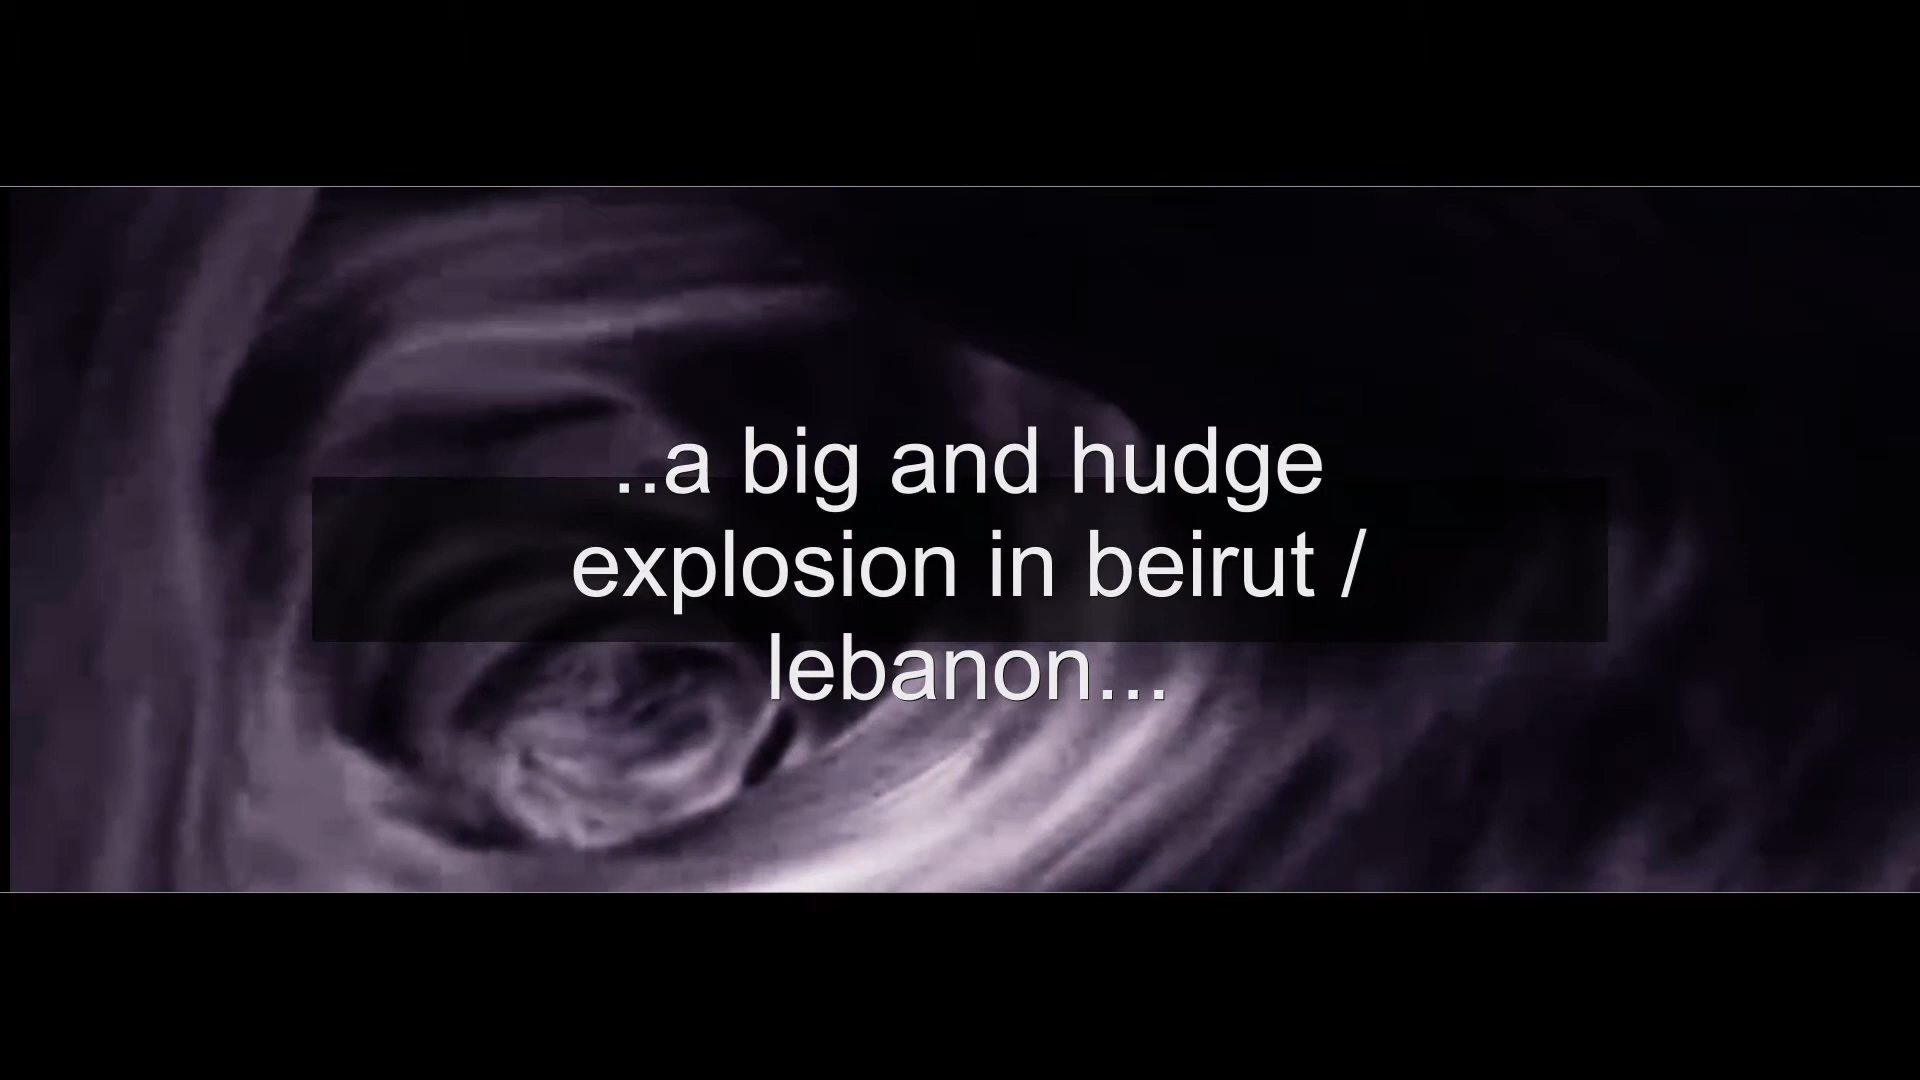 ..a big and hudge
explosion in beirut /
lebanon...